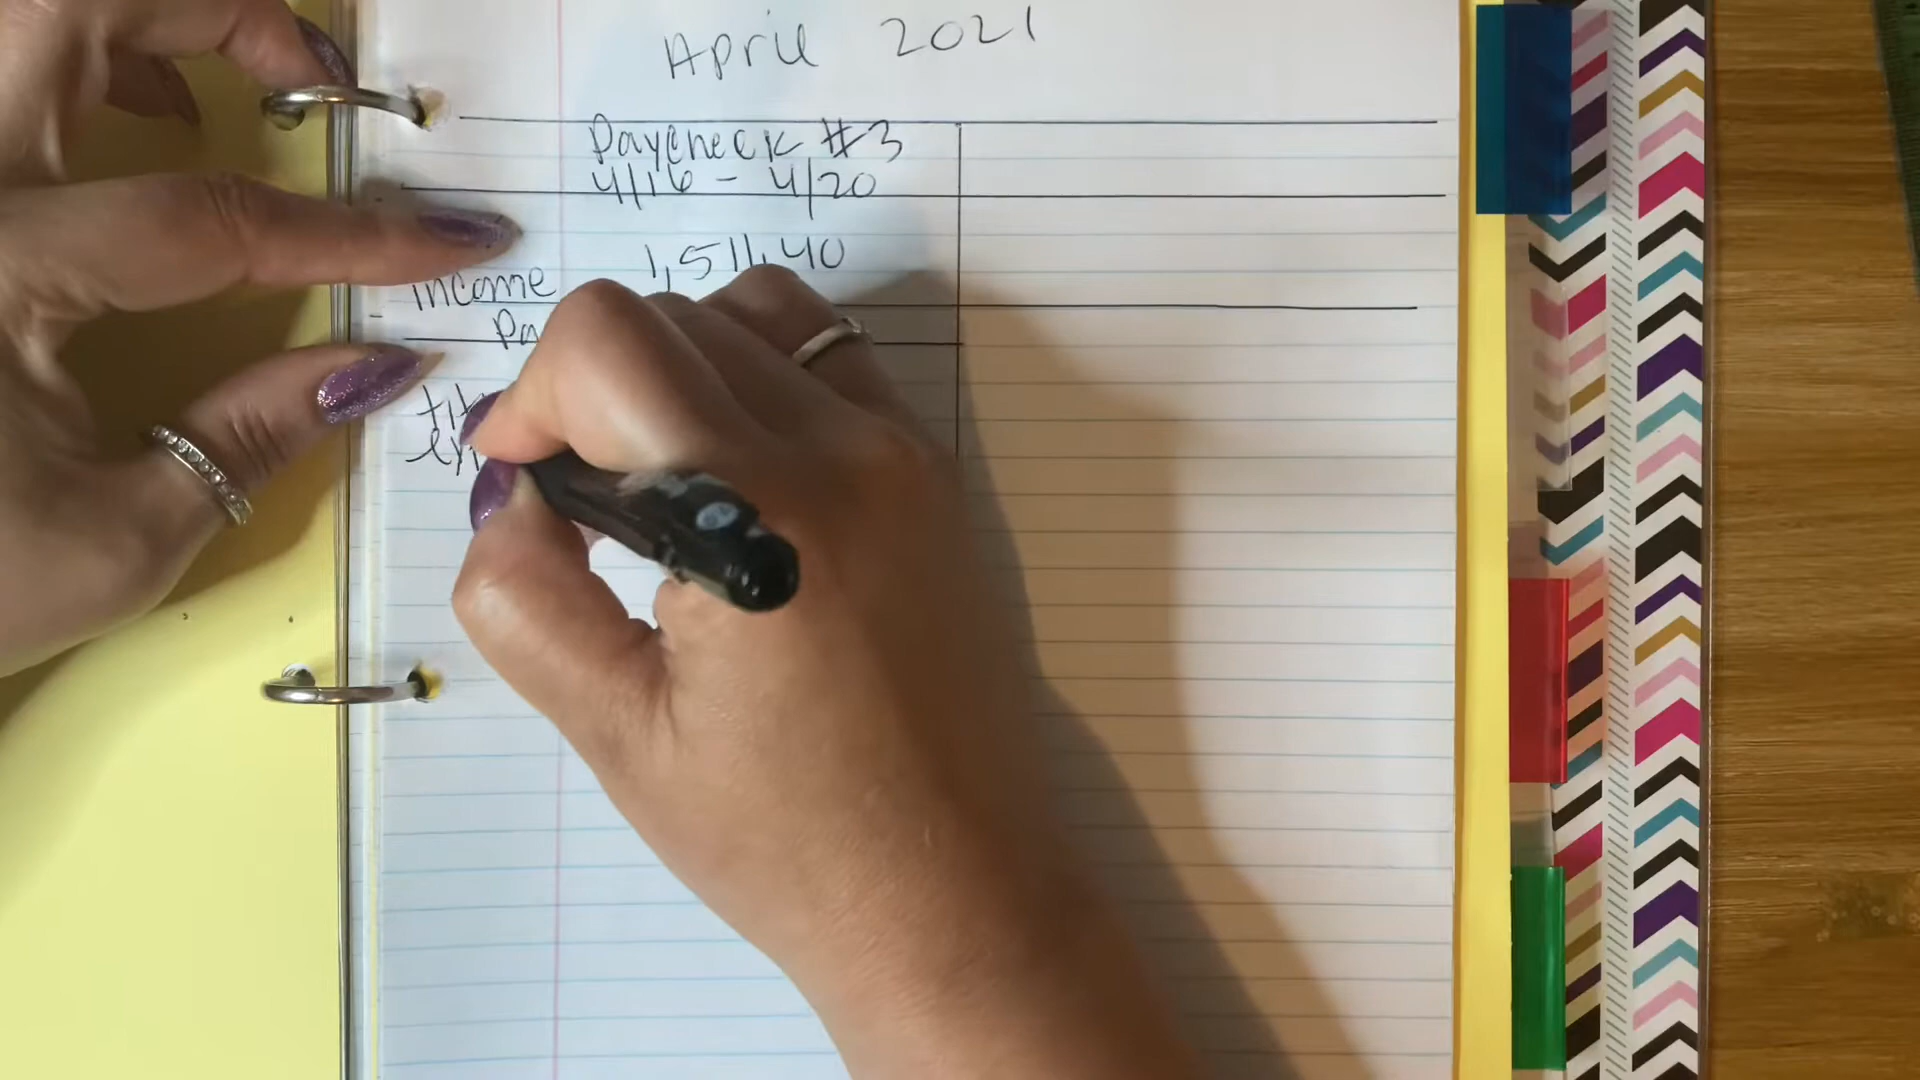 April 2021
Paycheck #3
4/16 - 4/20
1,511.40
income